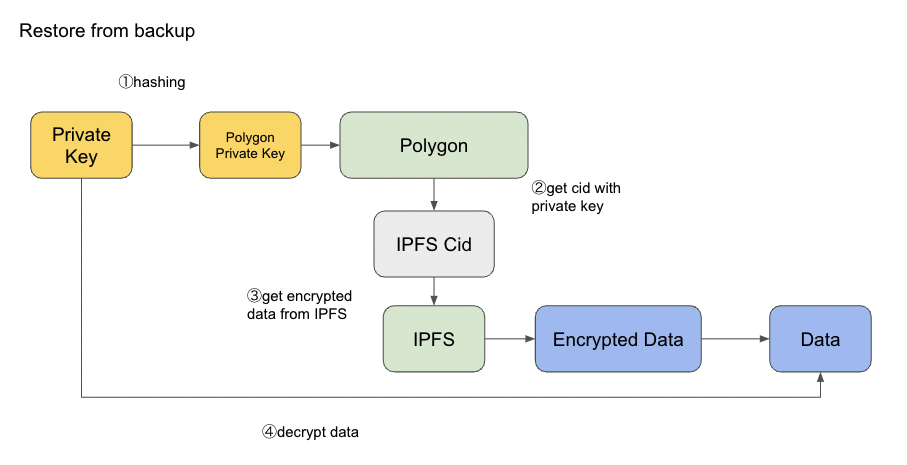 Restore from backup
①hashing
Private
Key
Polygon
Private Key
Polygon
②get cid with
private key
IPFS Cid
③get encrypted
data from IPFS
IPFS
Encrypted Data
Data
④decrypt data